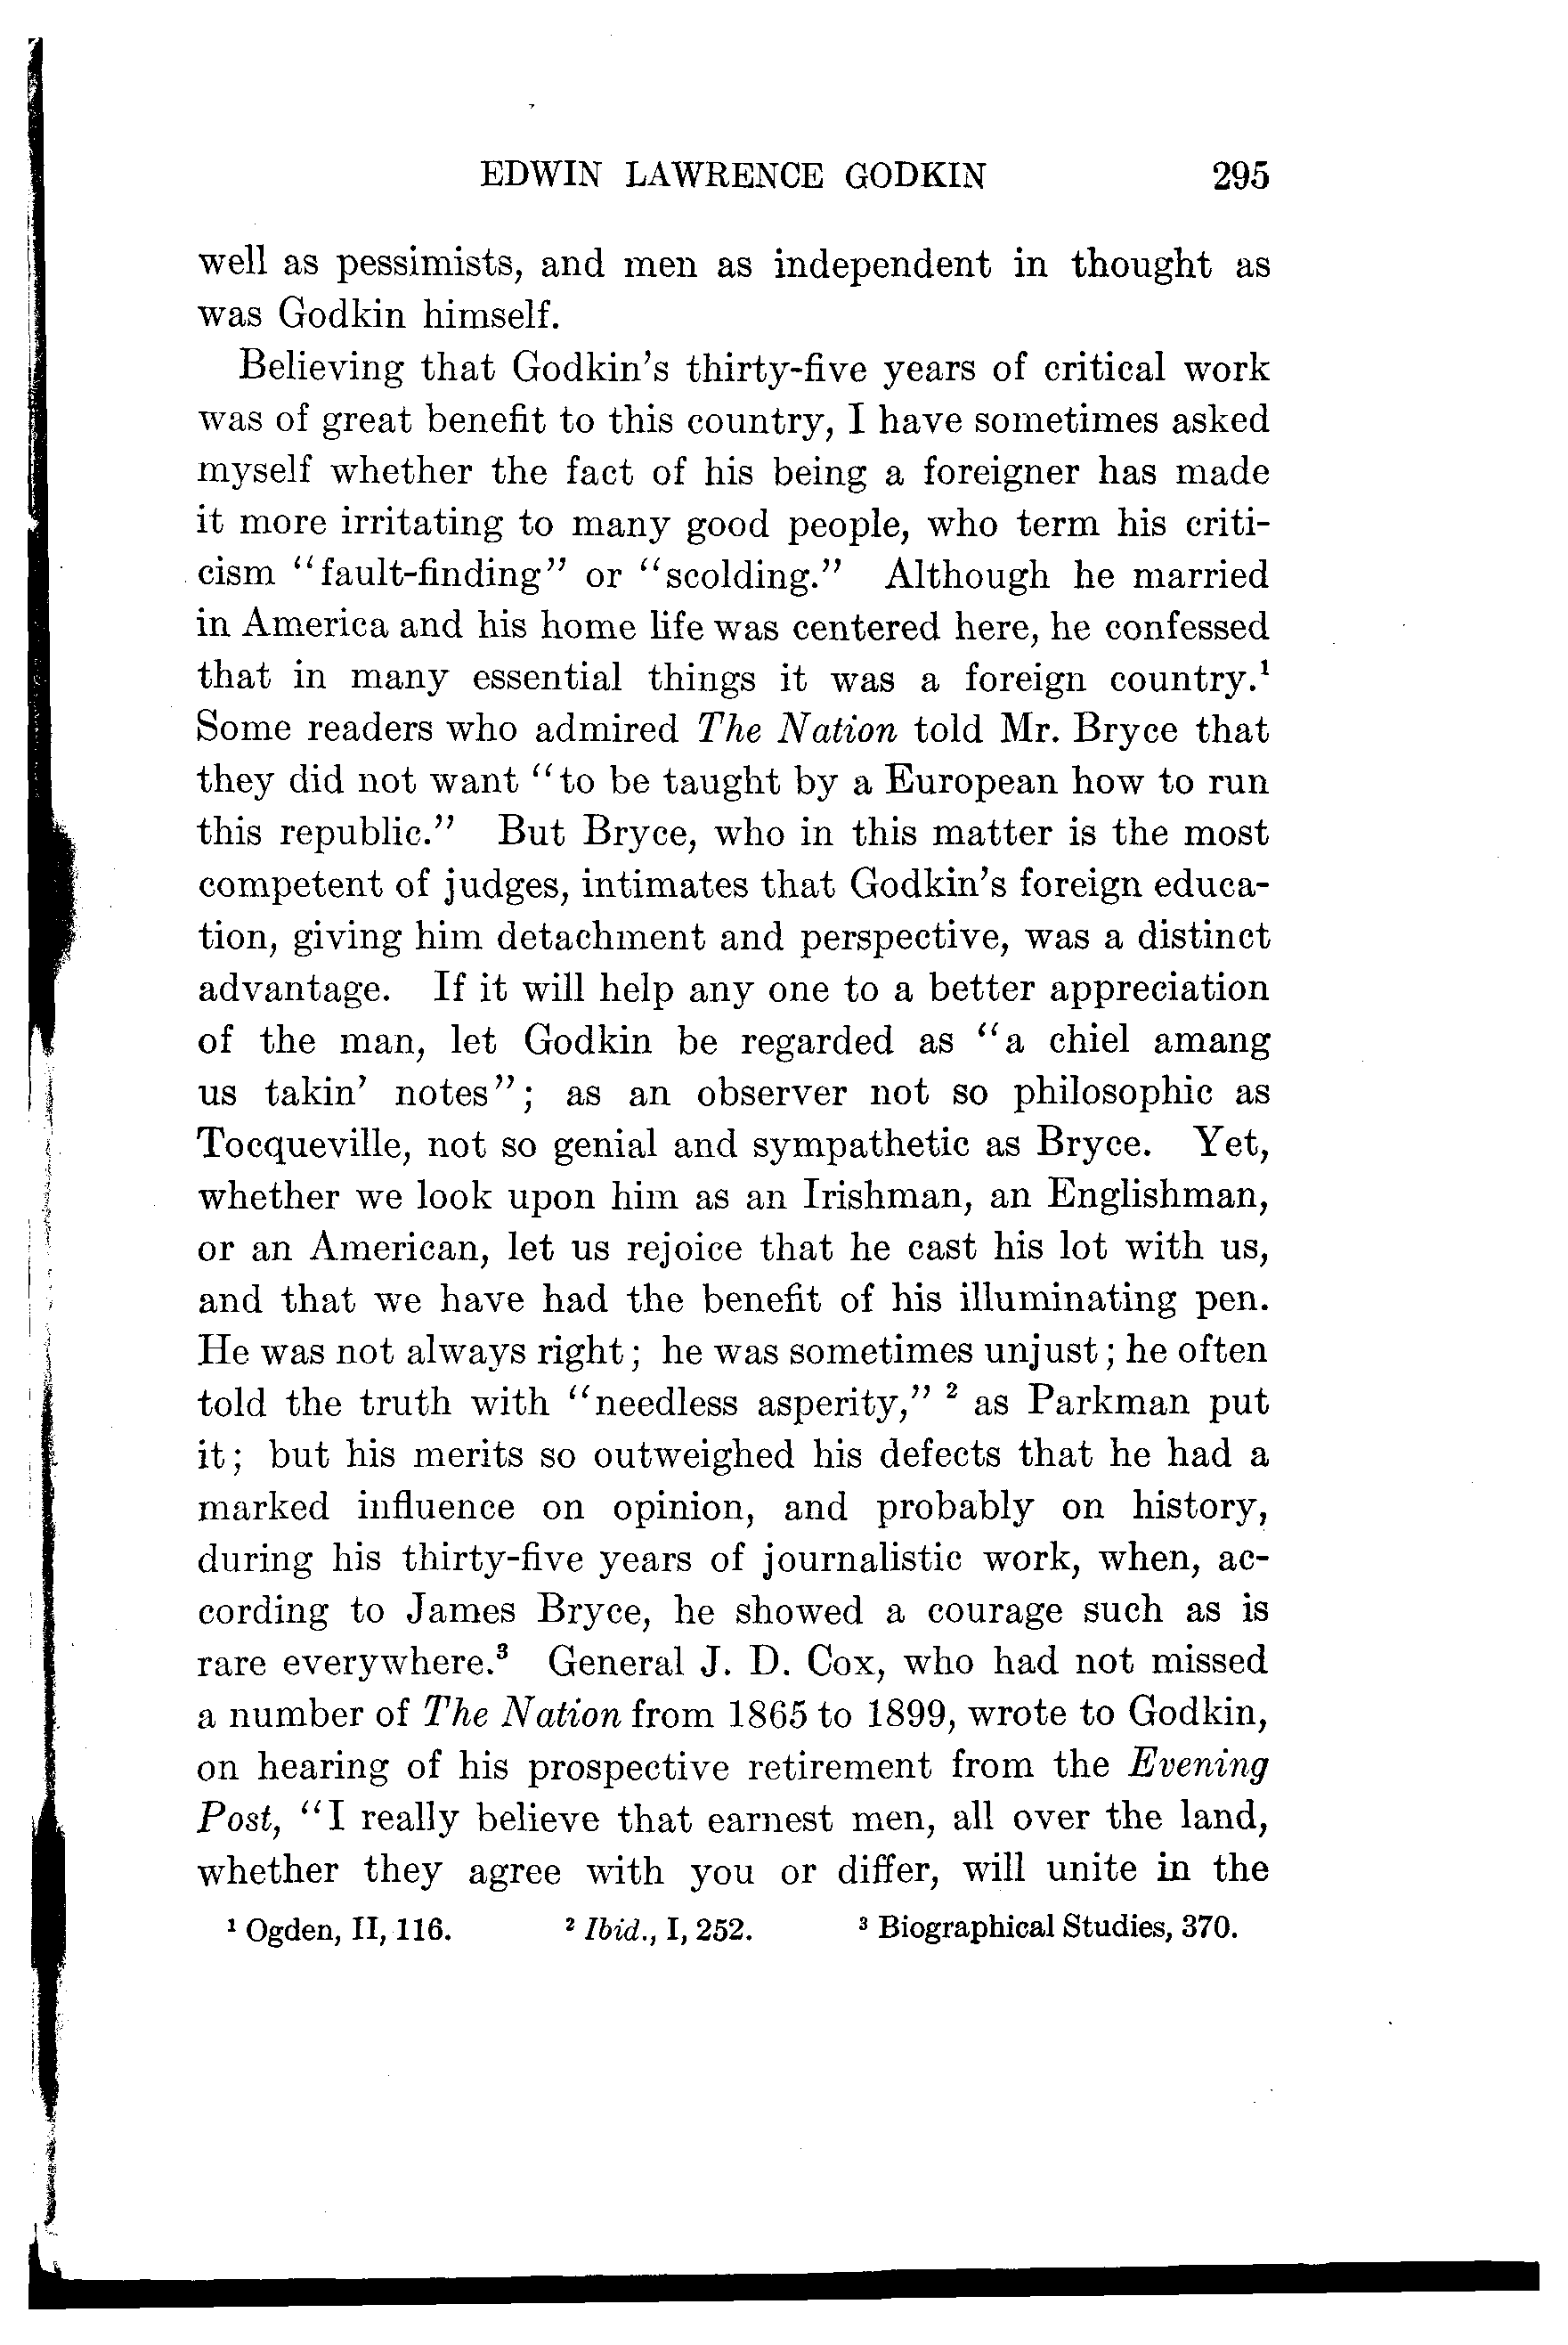 EDWIN LAWRENCE GODKIN 295
well as pessimists, and men as independent in thought as
was Godkin himself.
Believing that Godkin's thirty-five years of critical work
was of great benefit to this country, I have sometimes asked
myself whether the fact of his being a foreigner has made
it more irritating to many good people, who term his criti-
cism "fault-finding" or "scolding." Although he married
in America and his home life was centered here, he confessed
that in many essential things it was a foreign country.¹
Some readers who admired The Nation told Mr. Bryce that
they did not want "to be taught by a European how to run
this republic." But Bryce, who in this matter is the most
competent of judges, intimates that Godkin's foreign educa-
tion, giving him detachment and perspective, was a distinct
advantage. If it will help any one to a better appreciation
of the man, let Godkin be regarded as "a chiel amang
us takin' notes"; as an observer not so philosophic as
Tocqueville, not so genial and sympathetic as Bryce. Yet,
whether we look upon him as an Irishman, an Englishman,
or an American, let us rejoice that he cast his lot with us,
and that we have had the benefit of his illuminating pen.
He was not always right; he was sometimes unjust; he often
told the truth with "needless asperity," ² as Parkman put
it; but his merits so outweighed his defects that he had a
marked influence on opinion, and probably on history,
during his thirty-five years of journalistic work, when, ac-
cording to James Bryce, he showed a courage such as is
rare everywhere.³ General J. D. Cox, who had not missed
a number of The Nation from 1865 to 1899, wrote to Godkin,
on hearing of his prospective retirement from the Evening
Post, "I really believe that earnest men, all over the land,
whether they agree with you or differ, will unite in the
¹ Ogden, II, 116. ² Ibid., I, 252. ³ Biographical Studies, 370.